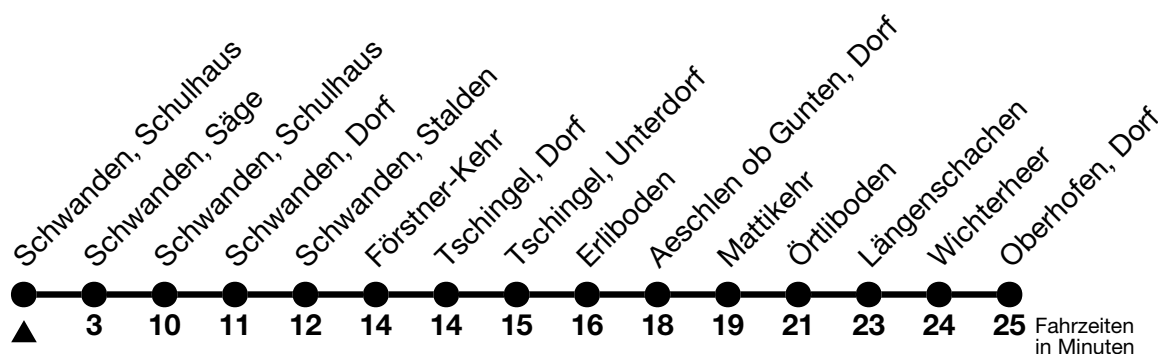 Schwanden, Schulhaus
Schwanden, Säge
Schwanden, Schulhaus
Schwanden, Dorf
Schwanden, Stalden
Förstner-Kehr
Tschingel, Dorf
Tschingel, Unterdorf
Erliboden
Aeschlen ob Gunten, Dorf
Mattikehr
Örtliboden
Längenschachen
Wichterheer
Oberhofen, Dorf
3 10 11 12 14 14 15 16 18 19 21 23 24 25 Fahrzeiten
in Minuten